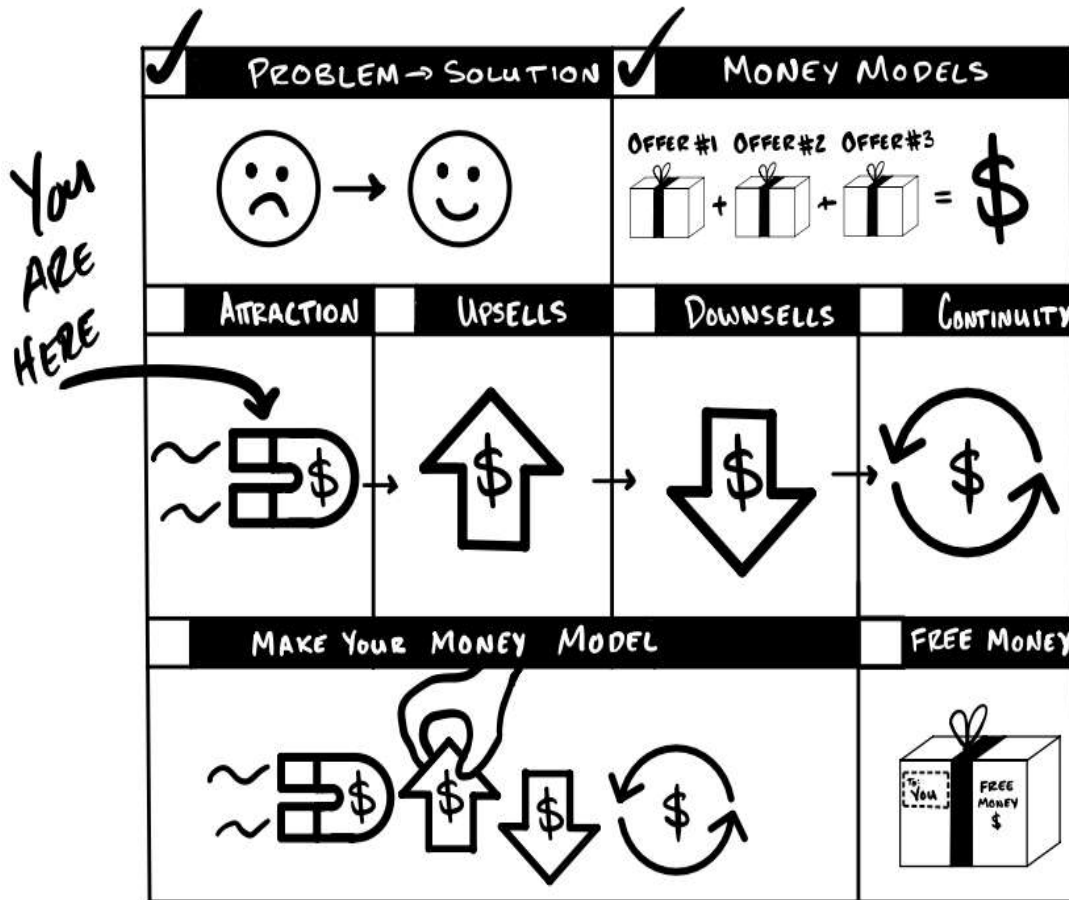 PROBLEM → SOLUTION
MONEY MODELS
OFFER #1 OFFER #2 OFFER #3
+ + = $
YOU
ARE
HERE
ATTRACTION
UPSELLS
DOWNSELLS
CONTINUITY
$ $ $ $
MAKE YOUR MONEY MODEL
FREE MONEY
$ $ $ $
TO:
YOU
FREE
MONEY
$